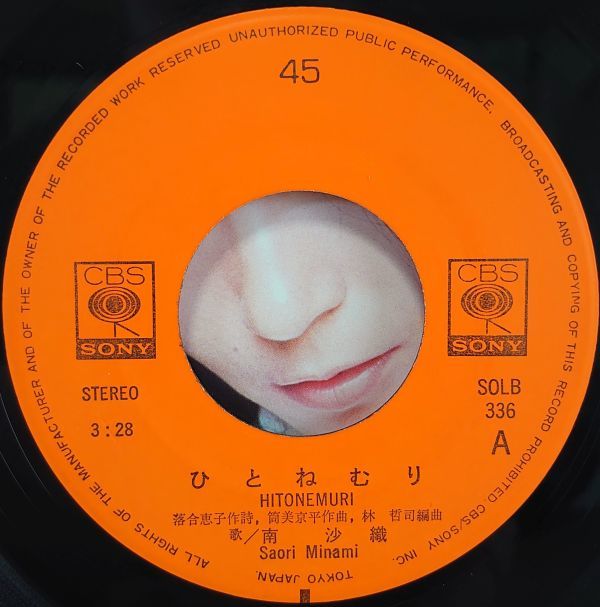 ALL RIGHTS OF THE MANUFACTURER AND OF THE OWNER OF THE RECORDED WORK RESERVED UNAUTHORIZED PUBLIC PERFORMANCE, BROADCASTING AND COPYING OF THIS RECORD PROHIBITED. CBS/SONY INC. TOKYO JAPAN.
45
CBS
SONY
CBS
SONY
STEREO
3:28
SOLB
336
A
ひとねむり
HITONEMURI
落合恵子作詩, 筒美京平作曲, 林 哲司編曲
歌/南 沙織
Saori Minami